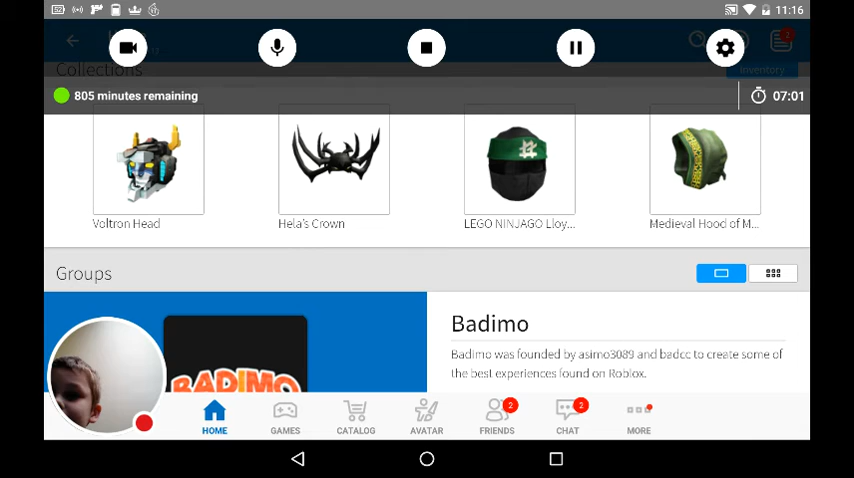 52
11:16
2
Collections
Inventory
805 minutes remaining
07:01
Voltron Head
Hela's Crown
LEGO NINJAGO Lloy...
Medieval Hood of M...
Groups
BADIMO
Badimo
Badimo was founded by asimo3089 and badcc to create some of
the best experiences found on Roblox.
2
2
HOME
GAMES
CATALOG
AVATAR
FRIENDS
CHAT
MORE